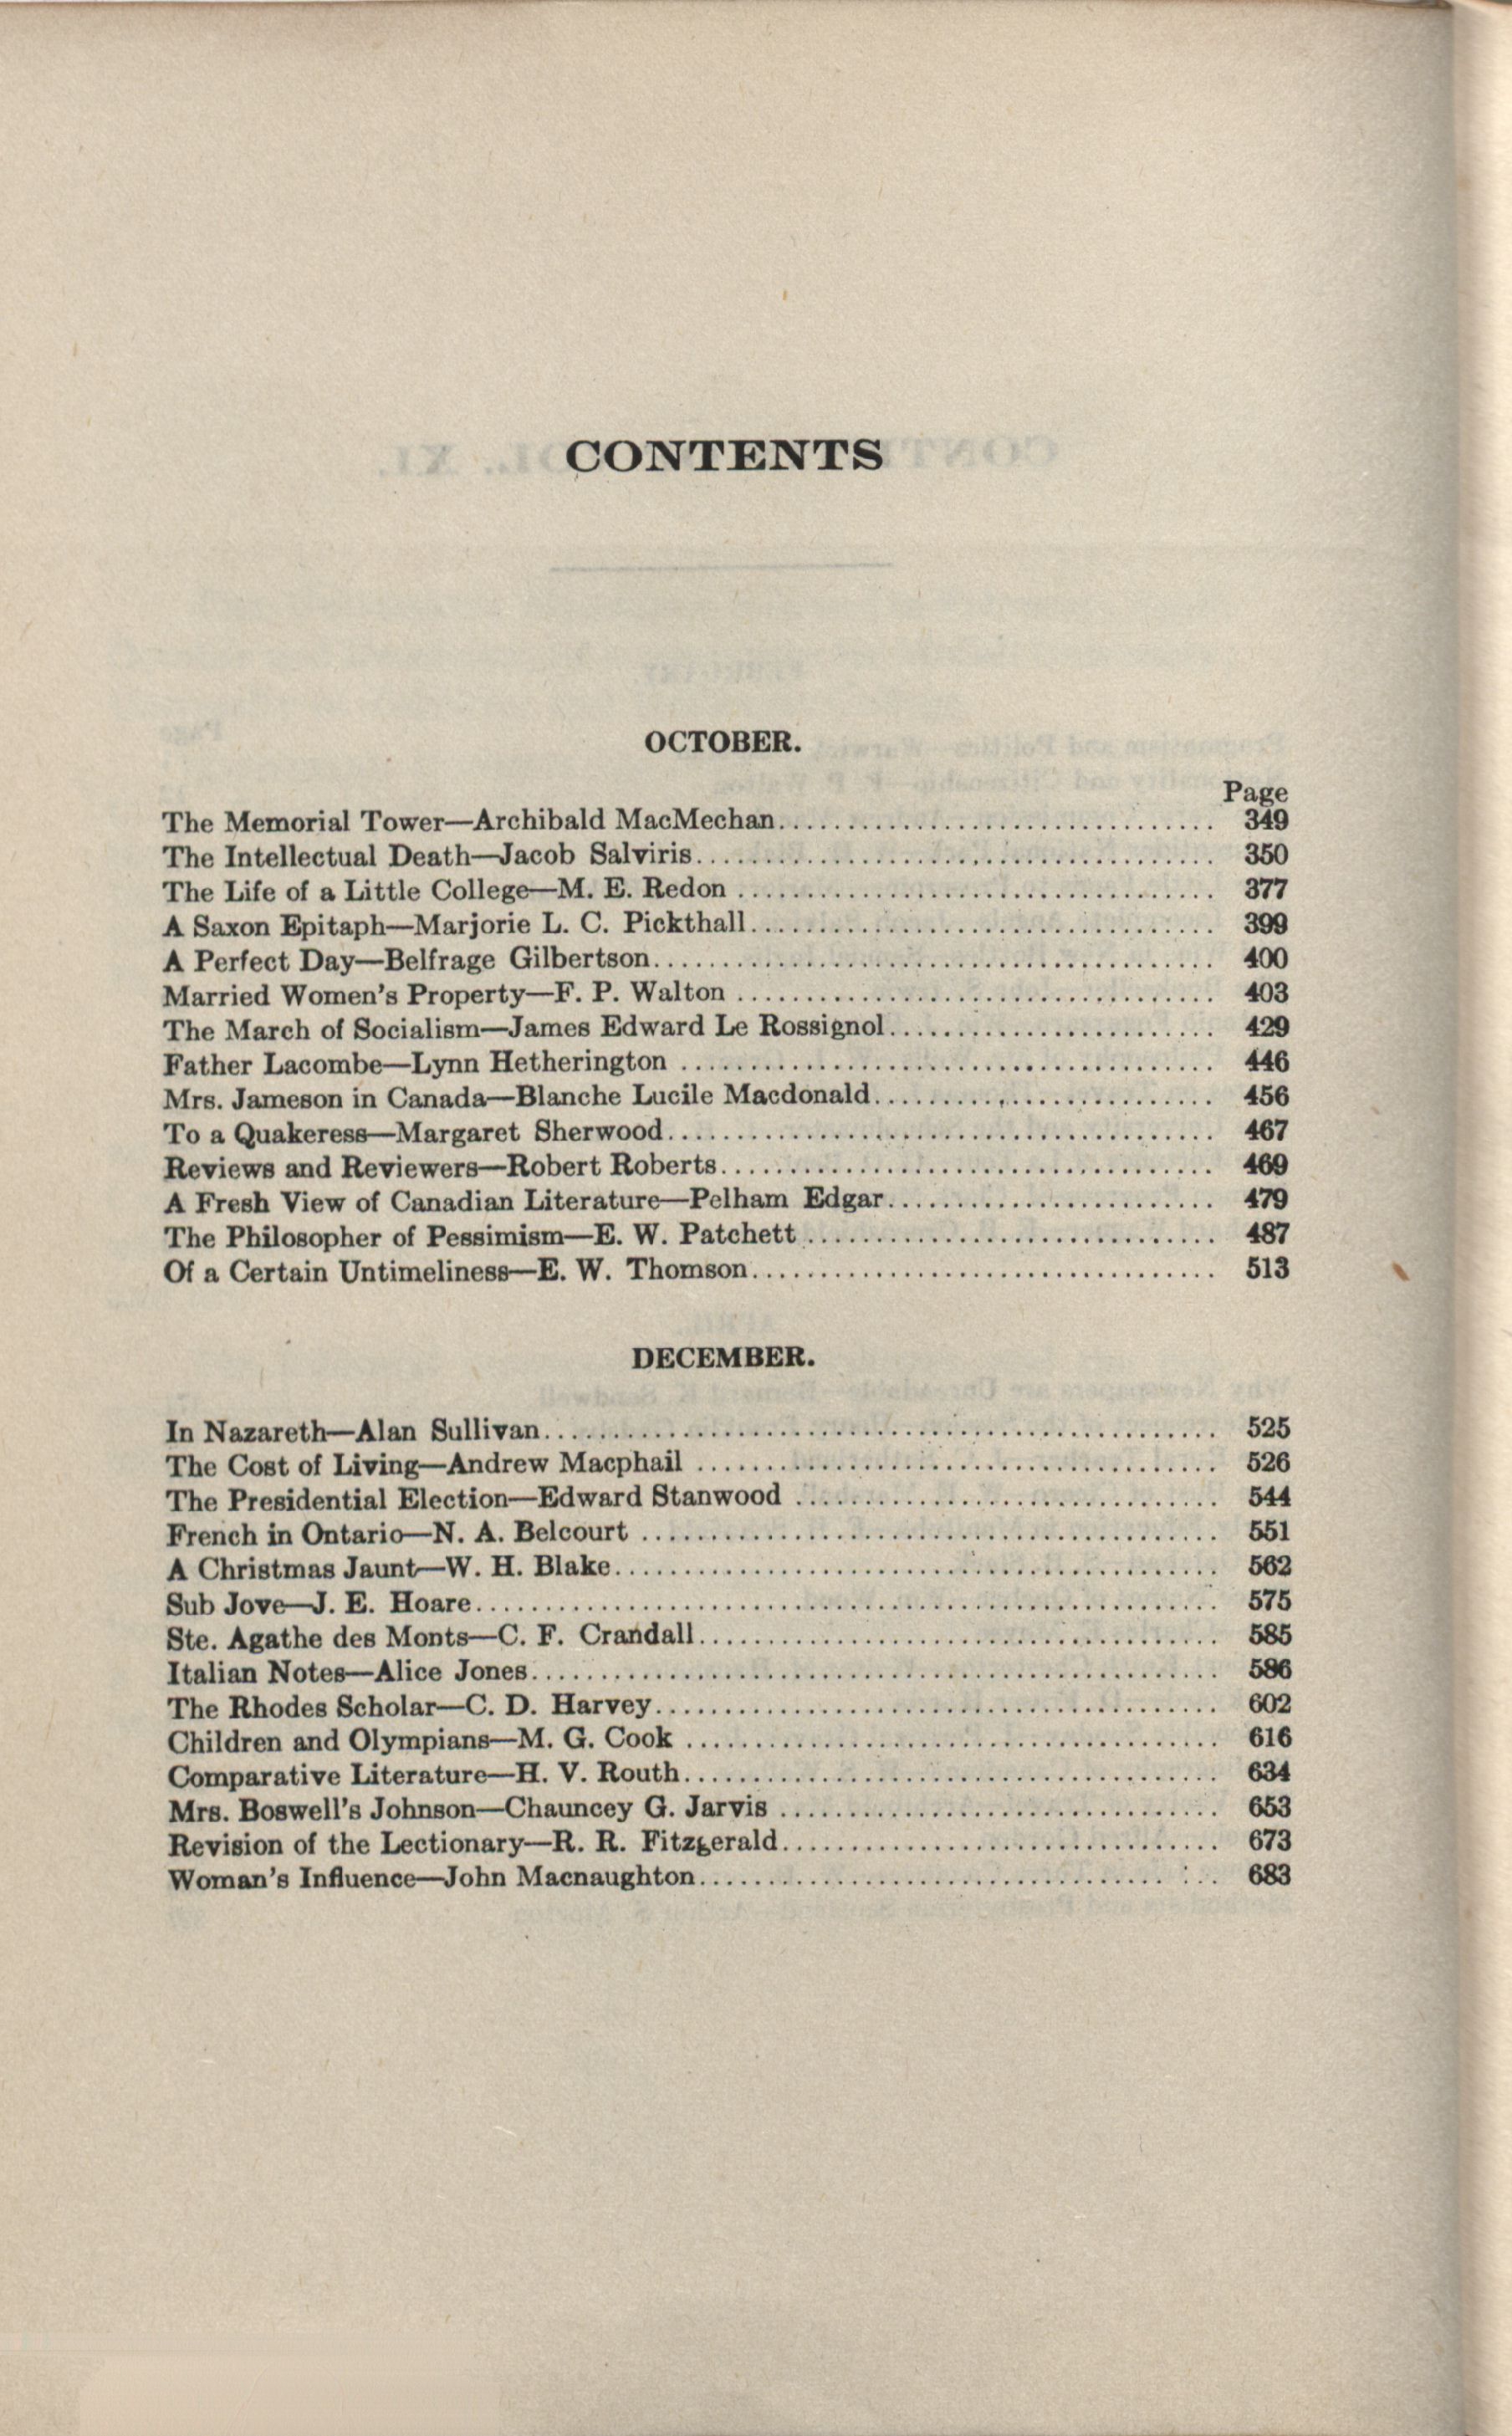 CONTENTS
OCTOBER.
Page
The Memorial Tower—Archibald MacMechan................................ 349
The Intellectual Death—Jacob Salviris...................................... 350
The Life of a Little College—M. E. Redon ................................... 377
A Saxon Epitaph—Marjorie L. C. Pickthall.................................. 399
A Perfect Day—Belfrage Gilbertson......................................... 400
Married Women's Property—F. P. Walton ................................... 403
The March of Socialism—James Edward Le Rossignol........................ 429
Father Lacombe—Lynn Hetherington ....................................... 446
Mrs. Jameson in Canada—Blanche Lucile Macdonald......................... 456
To a Quakeress—Margaret Sherwood........................................ 467
Reviews and Reviewers—Robert Roberts.................................... 469
A Fresh View of Canadian Literature—Pelham Edgar........................ 479
The Philosopher of Pessimism—E. W. Patchett .............................. 487
Of a Certain Untimeliness—E. W. Thomson.................................. 513
DECEMBER.
In Nazareth—Alan Sullivan................................................. 525
The Cost of Living—Andrew Macphail ...................................... 526
The Presidential Election—Edward Stanwood ............................... 544
French in Ontario—N. A. Belcourt .......................................... 551
A Christmas Jaunt—W. H. Blake............................................ 562
Sub Jove—J. E. Hoare...................................................... 575
Ste. Agathe des Monts—C. F. Crandall...................................... 585
Italian Notes—Alice Jones.................................................. 586
The Rhodes Scholar—C. D. Harvey......................................... 602
Children and Olympians—M. G. Cook ....................................... 616
Comparative Literature—H. V. Routh....................................... 634
Mrs. Boswell's Johnson—Chauncey G. Jarvis ................................ 653
Revision of the Lectionary—R. R. Fitzgerald................................ 673
Woman's Influence—John Macnaughton..................................... 683